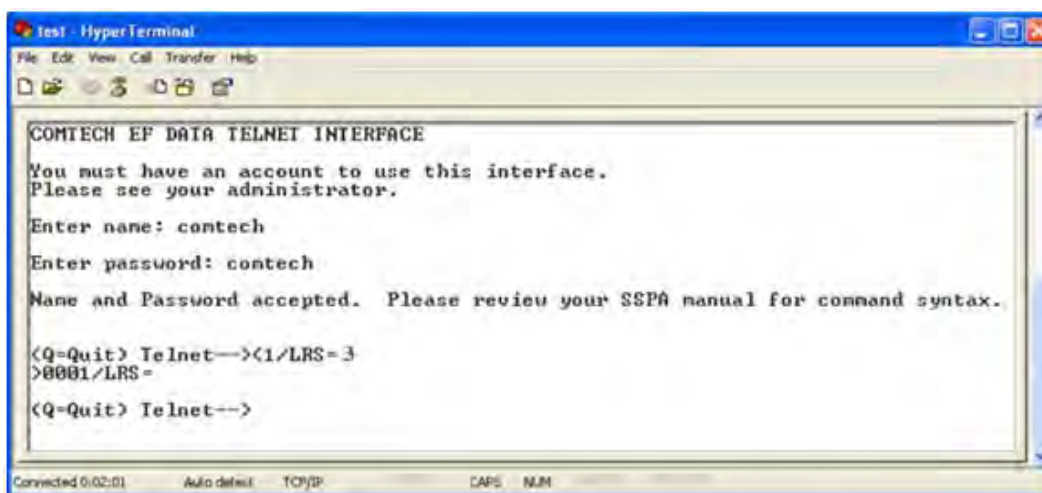 test - HyperTerminal
File Edit View Call Transfer Help
COMTECH EF DATA TELNET INTERFACE
You must have an account to use this interface.
Please see your administrator.
Enter name: comtech
Enter password: comtech
Name and Password accepted.  Please review your SSPA manual for command syntax.
(Q=Quit) Telnet--><1/LRS=3
>0001/LRS=
(Q=Quit) Telnet-->
Connected 0:02:01 Auto detect TCP/IP CAPS NUM